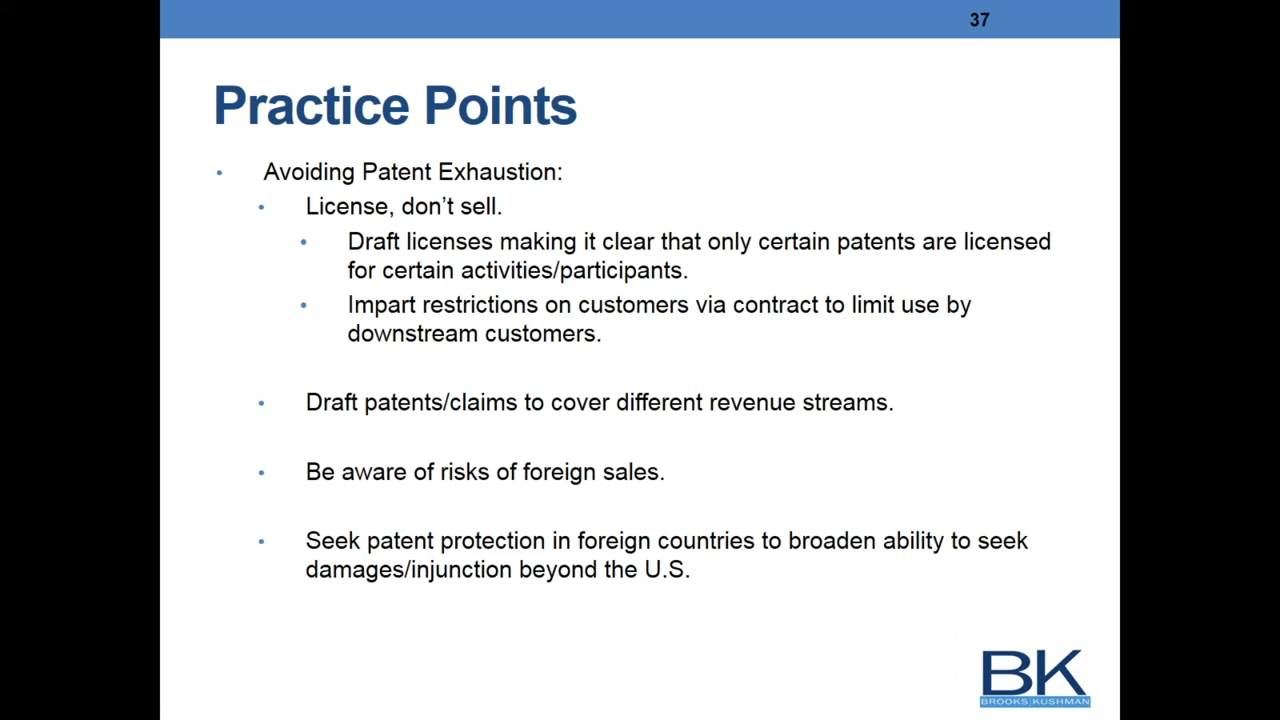 37
Practice Points
• Avoiding Patent Exhaustion:
• License, don’t sell.
• Draft licenses making it clear that only certain patents are licensed
for certain activities/participants.
• Impart restrictions on customers via contract to limit use by
downstream customers.
• Draft patents/claims to cover different revenue streams.
• Be aware of risks of foreign sales.
• Seek patent protection in foreign countries to broaden ability to seek
damages/injunction beyond the U.S.
BK
BROOKS|KUSHMAN